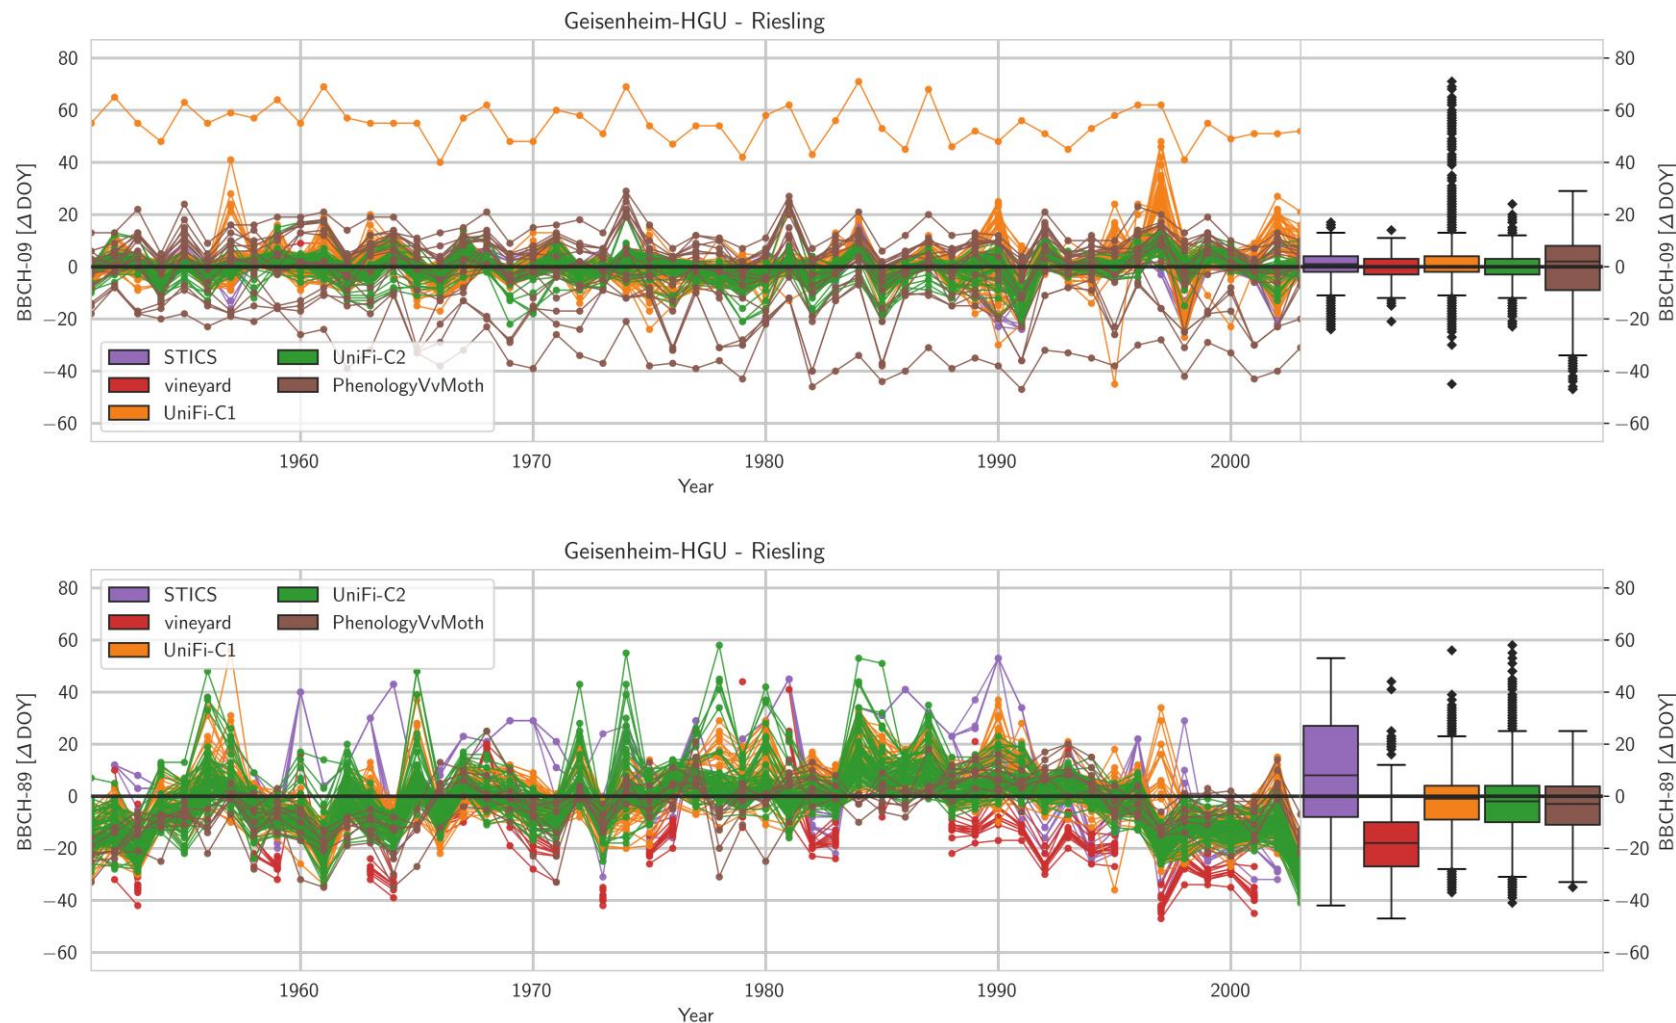 Geisenheim-HGU - Riesling
80 80
60 60
40 40
20 20
0 0
−20 −20
−40 −40
−60 −60
BBCH-09 [Δ DOY]
BBCH-09 [Δ DOY]
STICS UniFi-C2
vineyard PhenologyVvMoth
UniFi-C1
1960 1970 1980 1990 2000
Year
Geisenheim-HGU - Riesling
80 80
60 60
40 40
20 20
0 0
−20 −20
−40 −40
−60 −60
BBCH-89 [Δ DOY]
BBCH-89 [Δ DOY]
STICS UniFi-C2
vineyard PhenologyVvMoth
UniFi-C1
1960 1970 1980 1990 2000
Year